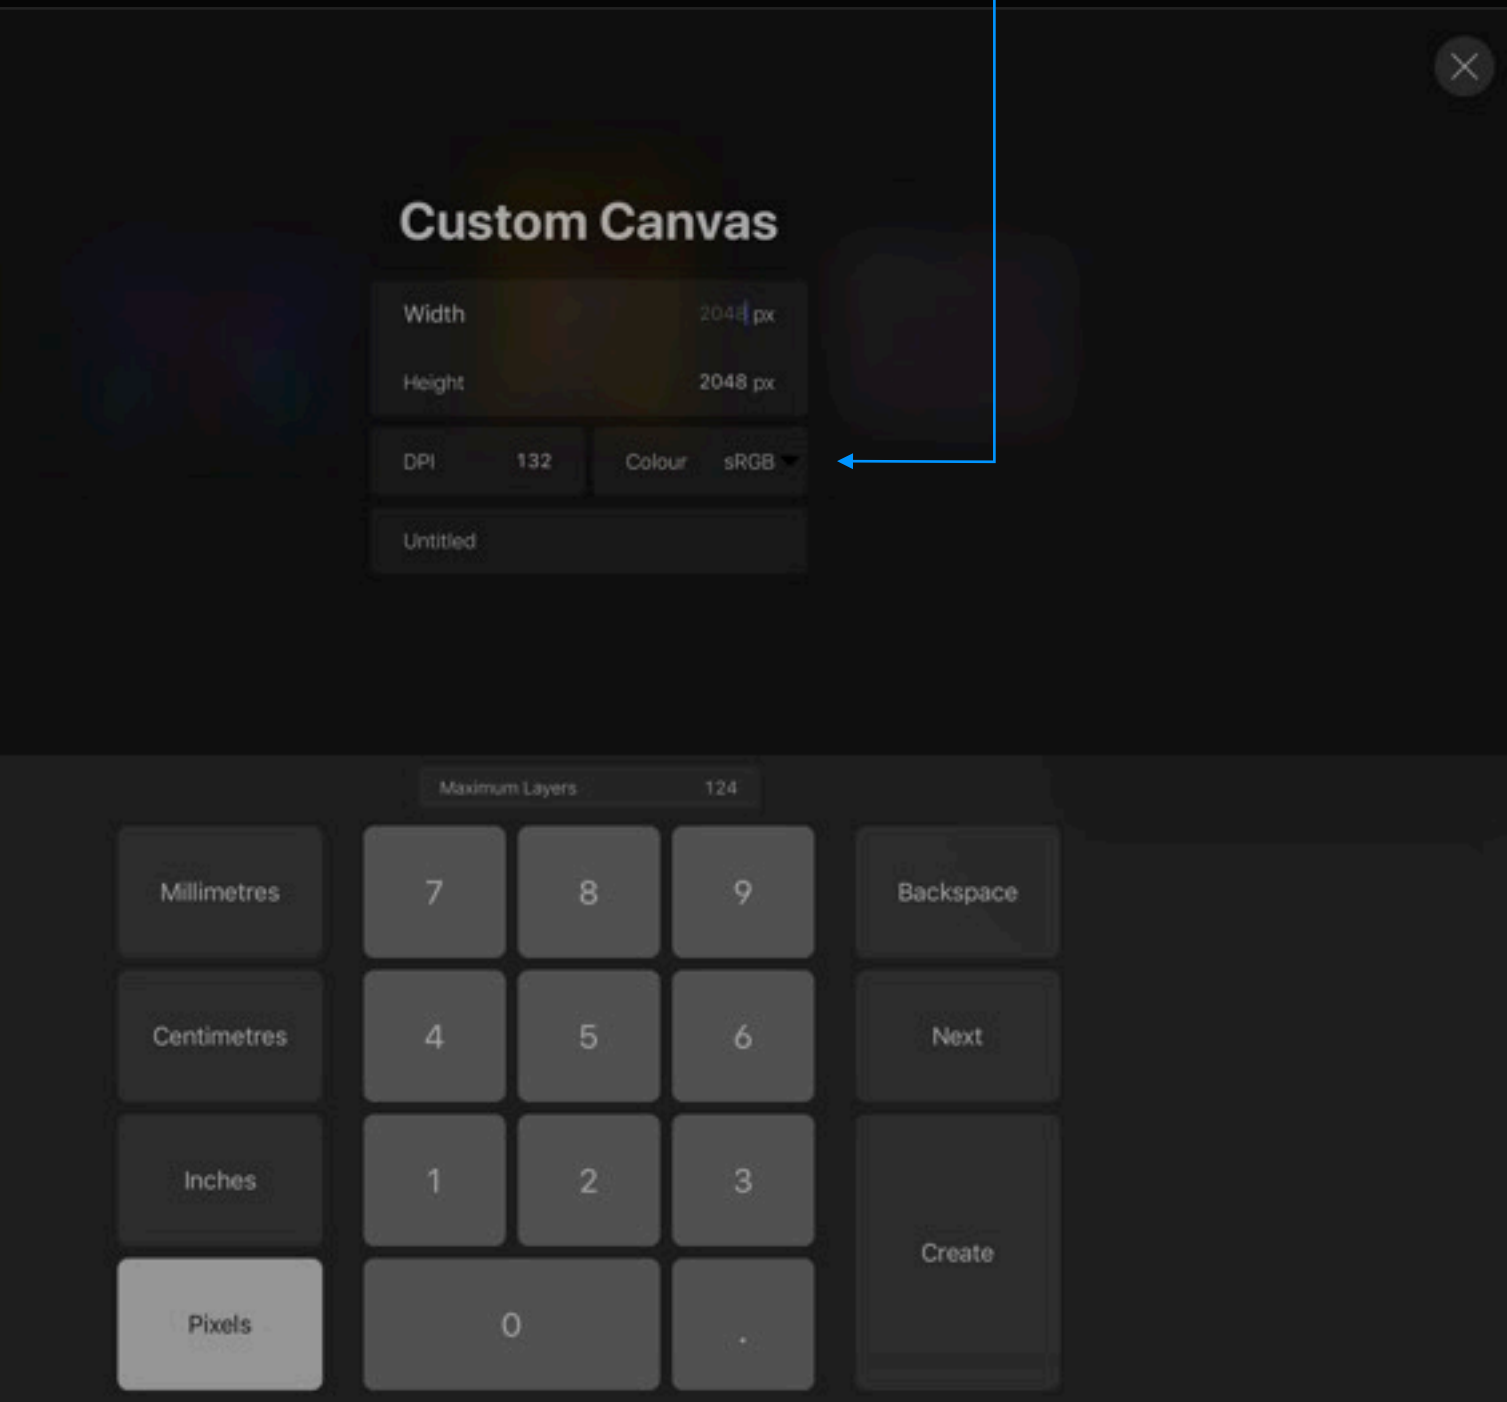 Custom Canvas
Width 2048 px
Height 2048 px
DPI 132 Colour sRGB
Untitled
Maximum Layers 124
Millimetres 7 8 9 Backspace
Centimetres 4 5 6 Next
Inches 1 2 3
Create
Pixels 0 .